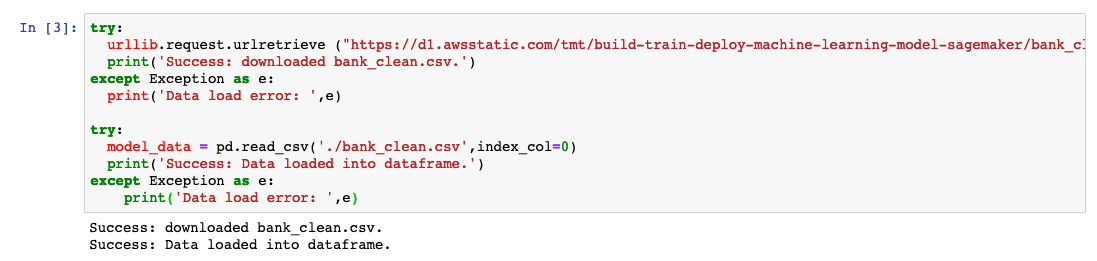 In [3]: try:
  urllib.request.urlretrieve ("https://d1.awsstatic.com/tmt/build-train-deploy-machine-learning-model-sagemaker/bank_cl
  print('Success: downloaded bank_clean.csv.')
except Exception as e:
  print('Data load error: ',e)

try:
  model_data = pd.read_csv('./bank_clean.csv',index_col=0)
  print('Success: Data loaded into dataframe.')
except Exception as e:
    print('Data load error: ',e)
Success: downloaded bank_clean.csv.
Success: Data loaded into dataframe.